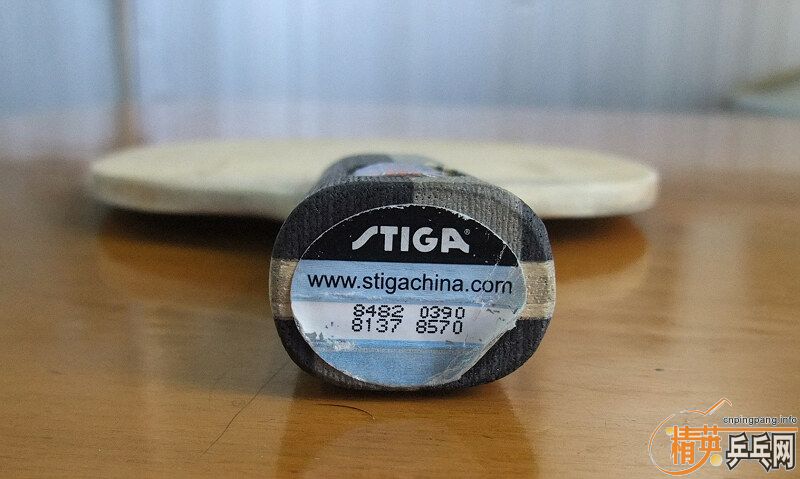 STIGA®
www.stigachina.com
8482 0390
8137 8570
cnpingpang.info
精英乒乓网